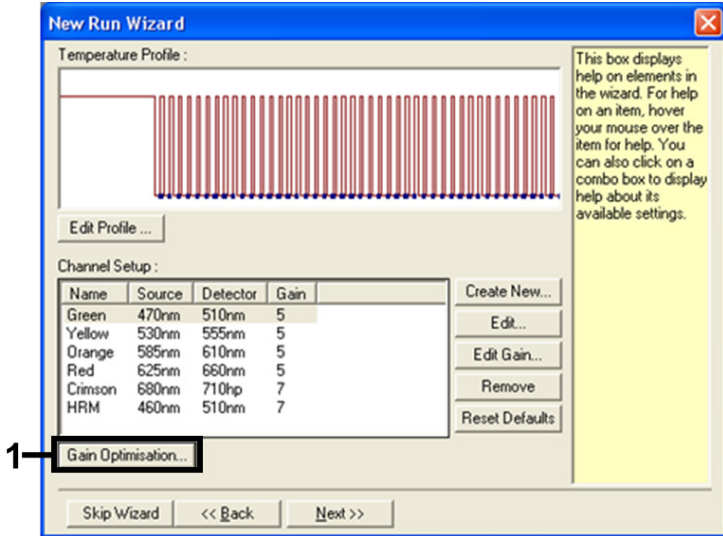 New Run Wizard
Temperature Profile :
This box displays
help on elements in
the wizard. For help
on an item, hover
your mouse over the
item for help. You
can also click on a
combo box to display
help about its
available settings.
Edit Profile ...
Channel Setup :
Name Source Detector Gain
Green 470nm 510nm 5
Yellow 530nm 555nm 5
Orange 585nm 610nm 5
Red 625nm 660nm 5
Crimson 680nm 710hp 7
HRM 460nm 510nm 7
Create New...
Edit...
Edit Gain...
Remove
Reset Defaults
1
Gain Optimisation...
Skip Wizard << Back Next >>